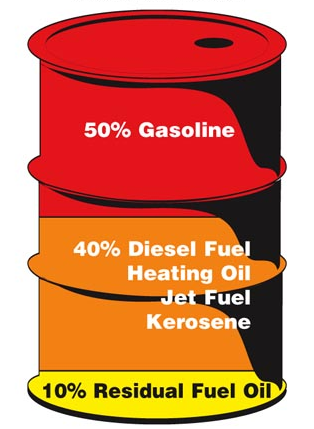 50% Gasoline
40% Diesel Fuel
Heating Oil
Jet Fuel
Kerosene
10% Residual Fuel Oil